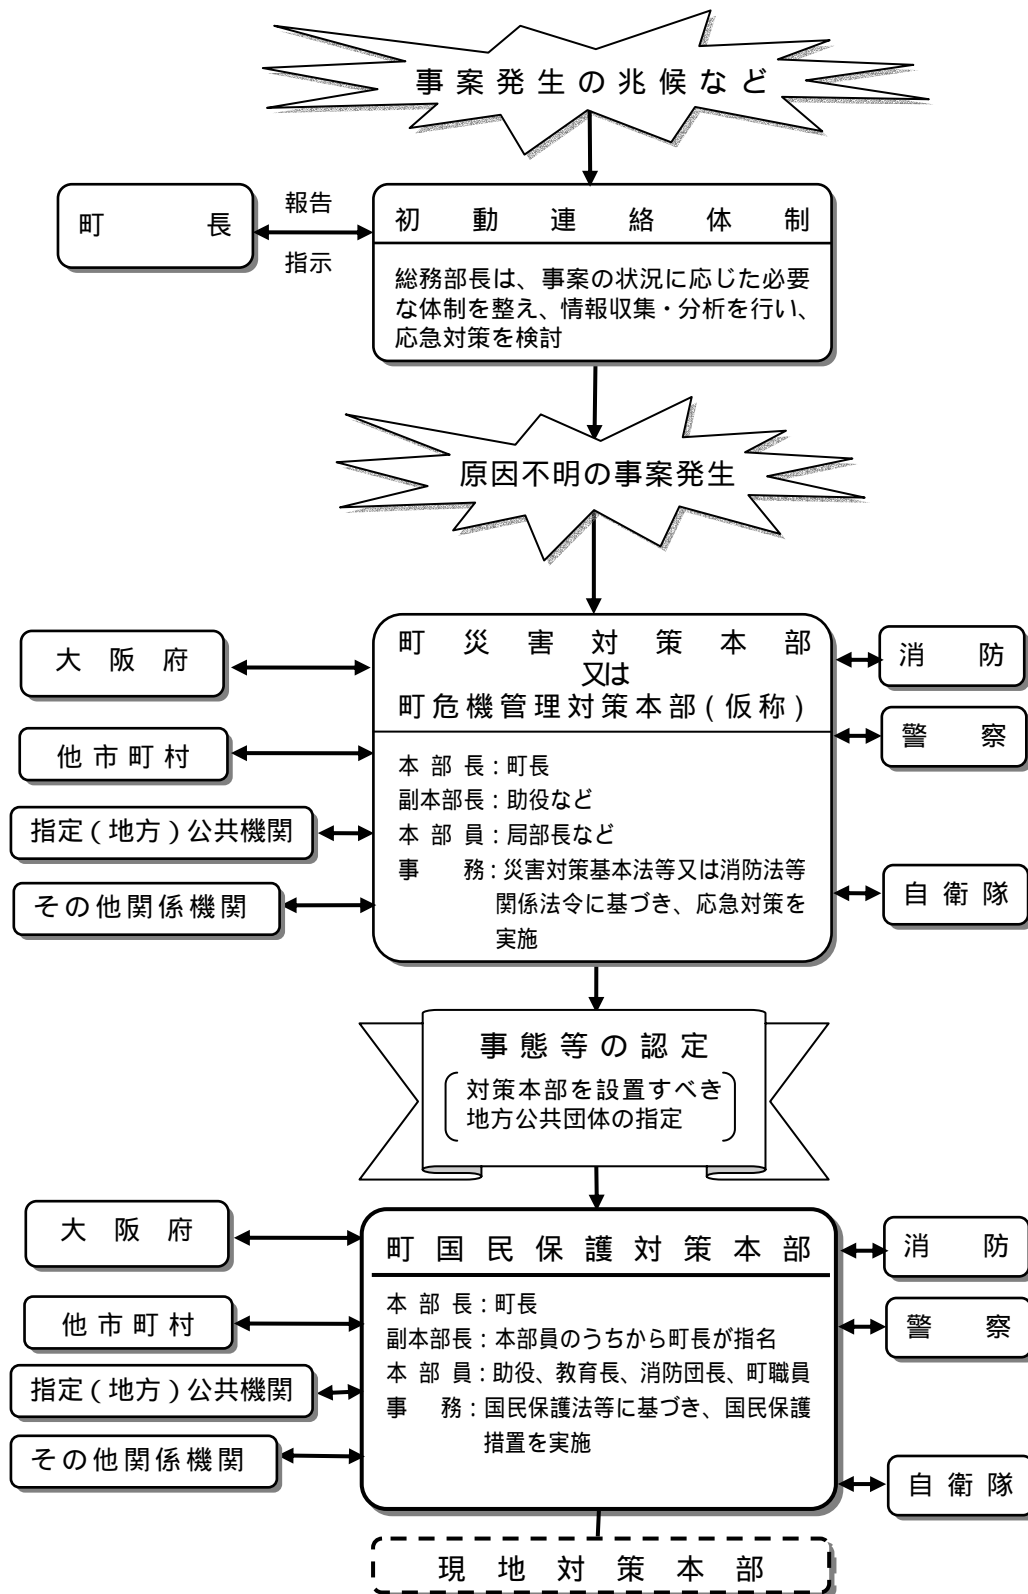 事案発生の兆候など
町長
報告
指示
初動連絡体制
総務部長は、事案の状況に応じた必要
な体制を整え、情報収集・分析を行い、
応急対策を検討
原因不明の事案発生
町災害対策本部
又は
町危機管理対策本部(仮称)
大阪府
他市町村
指定(地方)公共機関
その他関係機関
本部長:町長
副本部長:助役など
本部員:局部長など
事務:災害対策基本法等又は消防法等
関係法令に基づき、応急対策を
実施
消防
警察
自衛隊
事態等の認定
対策本部を設置すべき
地方公共団体の指定
町国民保護対策本部
大阪府
他市町村
指定(地方)公共機関
その他関係機関
本部長:町長
副本部長:本部員のうちから町長が指名
本部員:助役、教育長、消防団長、町職員
事務:国民保護法等に基づき、国民保護
措置を実施
消防
警察
自衛隊
現地対策本部